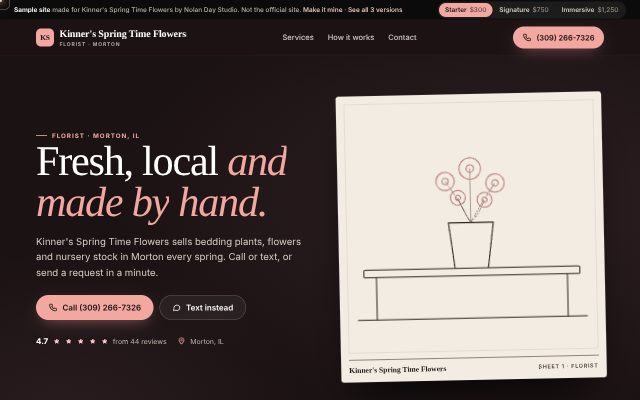 Sample site made for Kinner's Spring Time Flowers by Nolan Day Studio. Not the official site. Make it mine · See all 3 versions
Starter $300 Signature $750 Immersive $1,250
KS Kinner's Spring Time Flowers
FLORIST · MORTON, IL
Services How it works Contact
(309) 266-7326
FLORIST · MORTON, IL
Fresh, local and
made by hand.
Kinner's Spring Time Flowers sells bedding plants, flowers
and nursery stock in Morton every spring. Call or text, or
send a request in a minute.
Call (309) 266-7326 Text instead
4.7 ★ ★ ★ ★ ★ from 44 reviews Morton, IL
Kinner's Spring Time Flowers SHEET 1 · FLORIST